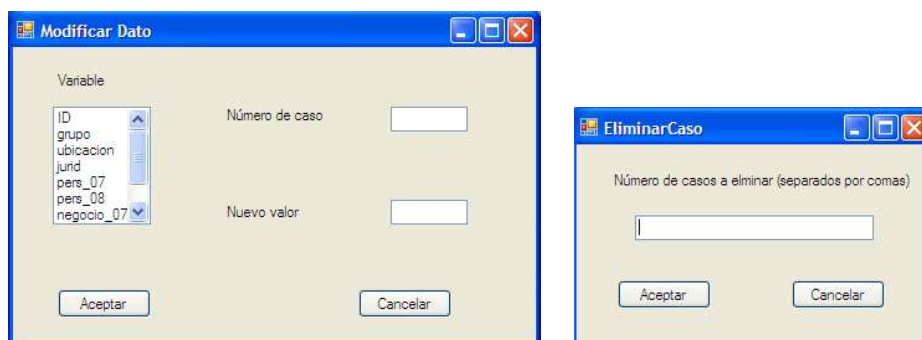 Modificar Dato
Variable
ID
grupo
ubicacion
jurid
pers_07
pers_08
negocio_07
Número de caso
Nuevo valor
Aceptar
Cancelar
EliminarCaso
Número de casos a elminar (separados por comas)
Aceptar
Cancelar